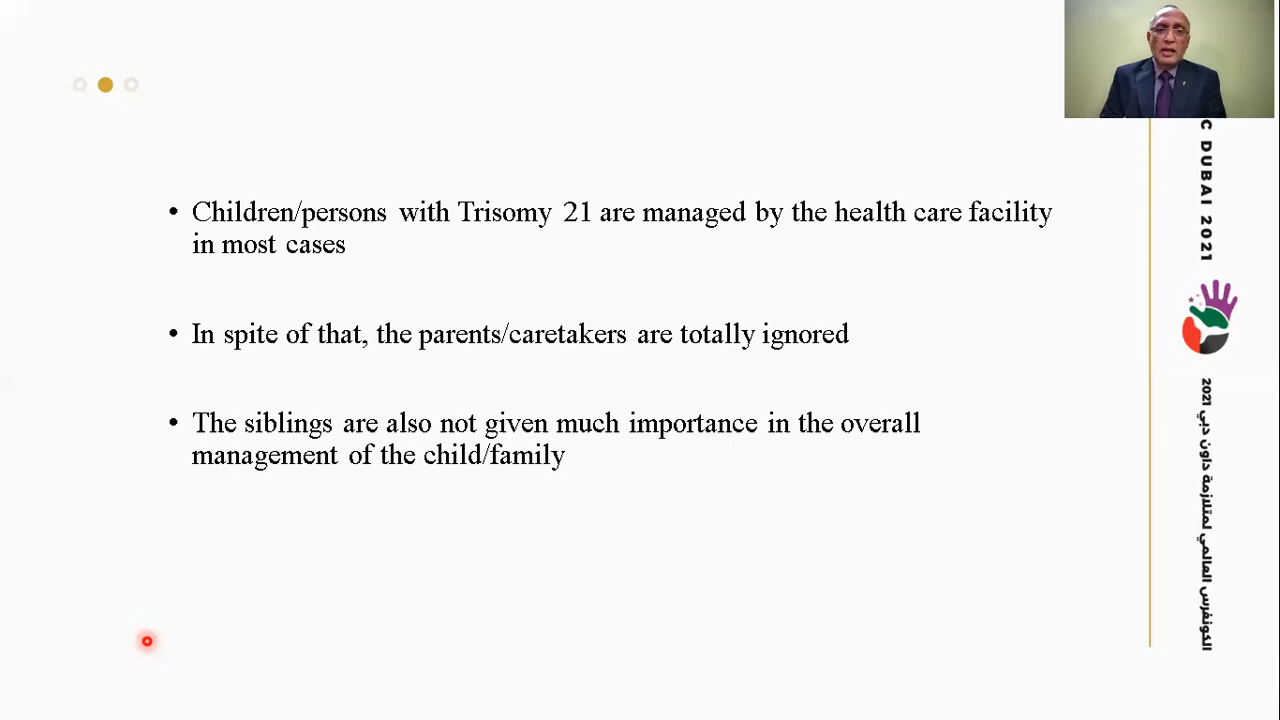 • Children/persons with Trisomy 21 are managed by the health care facility
in most cases
• In spite of that, the parents/caretakers are totally ignored
• The siblings are also not given much importance in the overall
management of the child/family
C DUBAI 2021
الكونفرس العالمي لمتلازمة داون دبي 2021